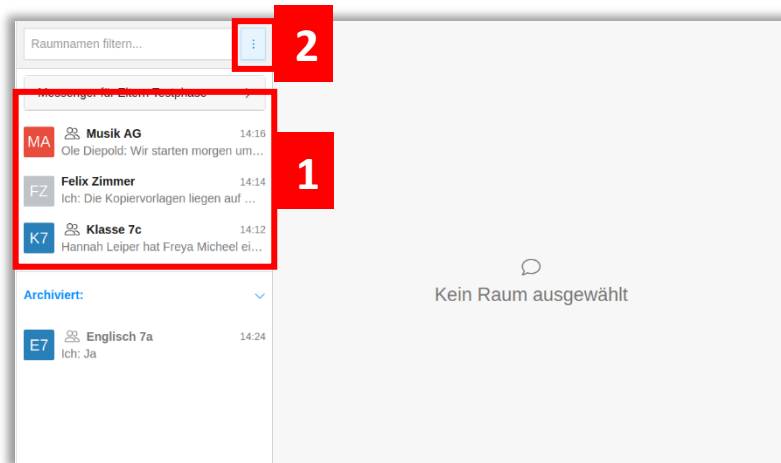 Raumnamen filtern...
2
Messenger für Eltern Testphase
MA
Musik AG
14:16
Ole Diepold: Wir starten morgen um...
1
FZ
Felix Zimmer
14:14
Ich: Die Kopiervorlagen liegen auf ...
K7
Klasse 7c
14:12
Hannah Leiper hat Freya Micheel ei...
Kein Raum ausgewählt
Archiviert:
E7
Englisch 7a
14:24
Ich: Ja